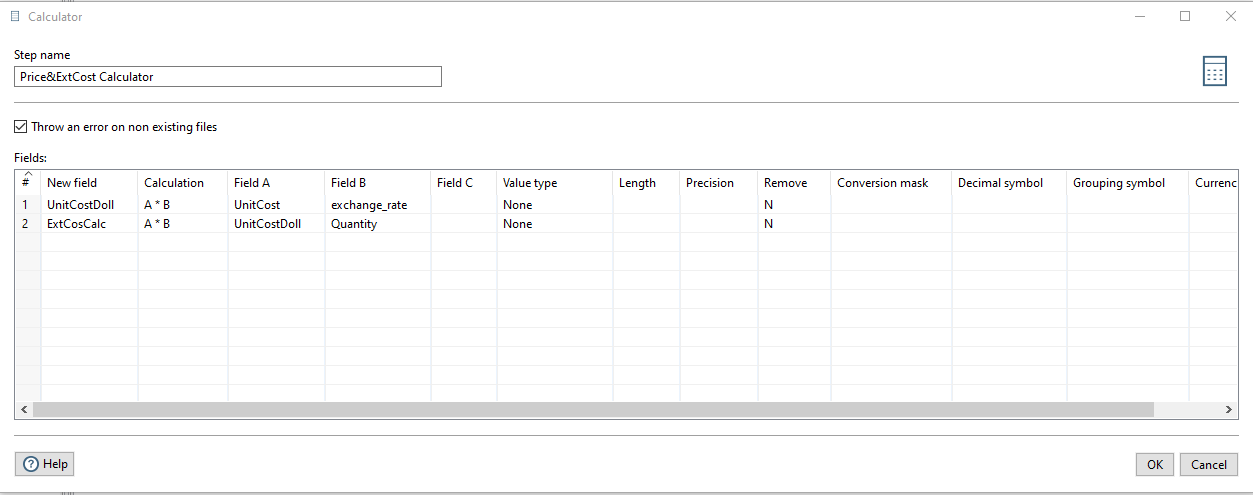 Calculator
Step name
Price&ExtCost Calculator
Throw an error on non existing files
Fields:
# New field Calculation Field A Field B Field C Value type Length Precision Remove Conversion mask Decimal symbol Grouping symbol Currenc
1 UnitCostDoll A * B UnitCost exchange_rate None N
2 ExtCosCalc A * B UnitCostDoll Quantity None N
? Help OK Cancel